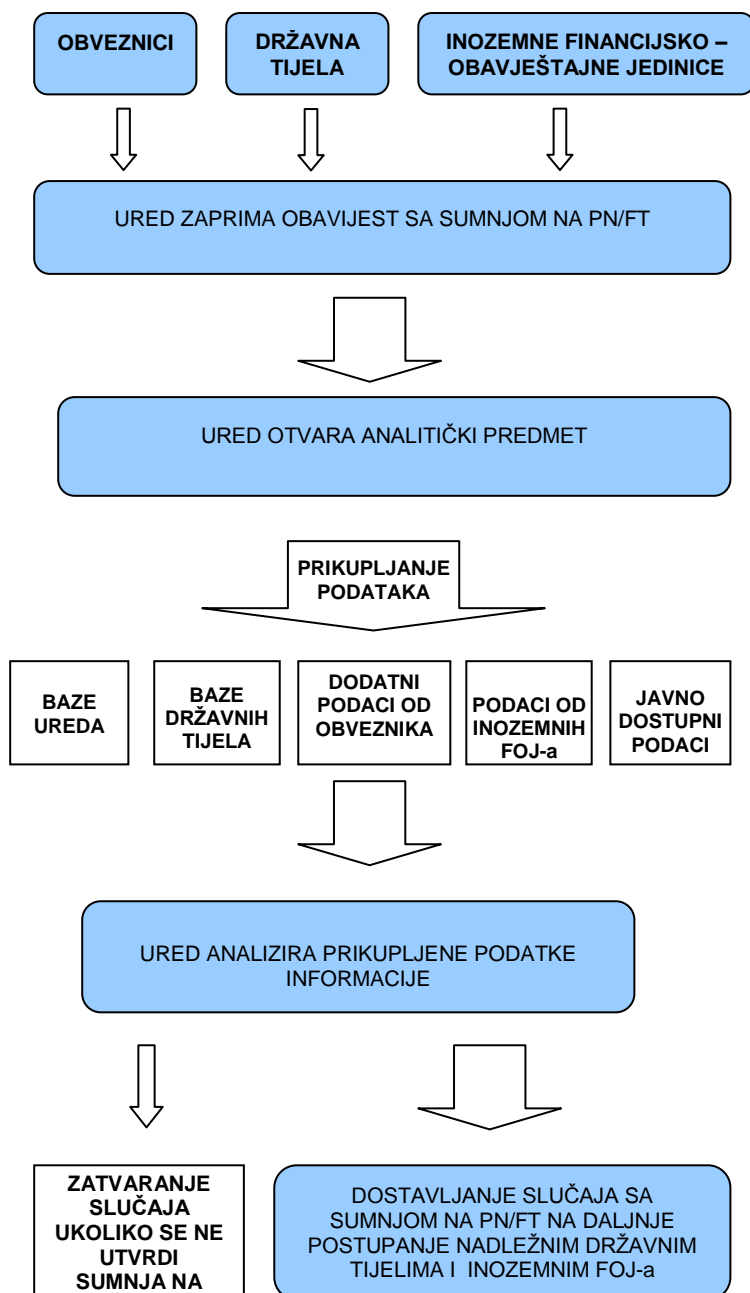 OBVEZNICI
DRŽAVNA
TIJELA
INOZEMNE FINANCIJSKO –
OBAVJEŠTAJNE JEDINICE
URED ZAPRIMA OBAVIJEST SA SUMNJOM NA PN/FT
URED OTVARA ANALITIČKI PREDMET
PRIKUPLJANJE
PODATAKA
BAZE
UREDA
BAZE
DRŽAVNIH
TIJELA
DODATNI
PODACI OD
OBVEZNIKA
PODACI OD
INOZEMNIH
FOJ-a
JAVNO
DOSTUPNI
PODACI
URED ANALIZIRA PRIKUPLJENE PODATKE
INFORMACIJE
ZATVARANJE
SLUČAJA
UKOLIKO SE NE
UTVRDI
SUMNJA NA
DOSTAVLJANJE SLUČAJA SA
SUMNJOM NA PN/FT NA DALJNJE
POSTUPANJE NADLEŽNIM DRŽAVNIM
TIJELIMA I INOZEMNIM FOJ-a